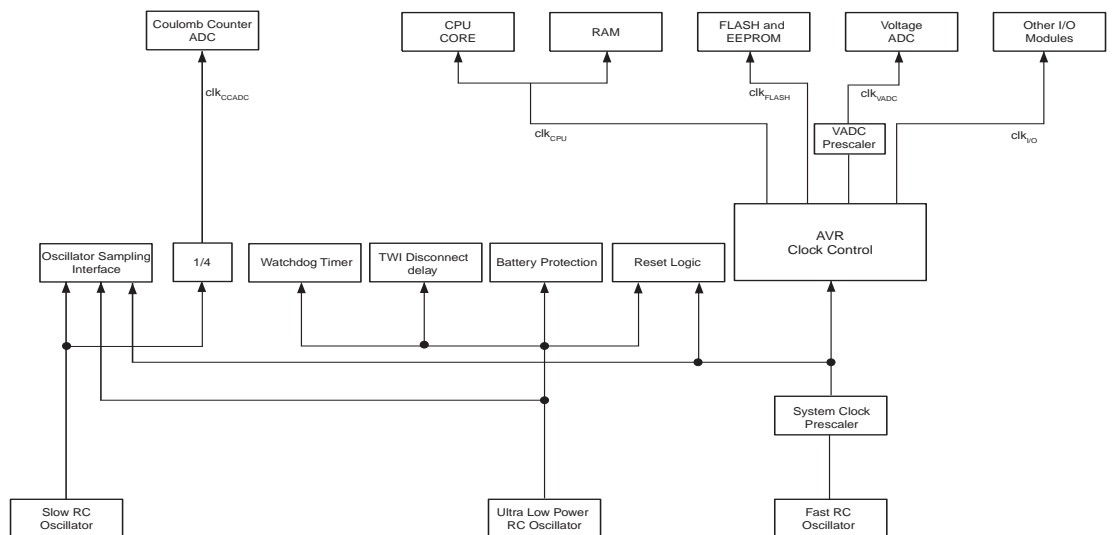 Coulomb Counter
ADC
CPU
CORE
RAM
FLASH and
EEPROM
Voltage
ADC
Other I/O
Modules
clkCCADC
clkCPU
clkFLASH
clkVADC
clkI/O
VADC
Prescaler
AVR
Clock Control
Oscillator Sampling
Interface
1/4
Watchdog Timer
TWI Disconnect
delay
Battery Protection
Reset Logic
System Clock
Prescaler
Slow RC
Oscillator
Ultra Low Power
RC Oscillator
Fast RC
Oscillator